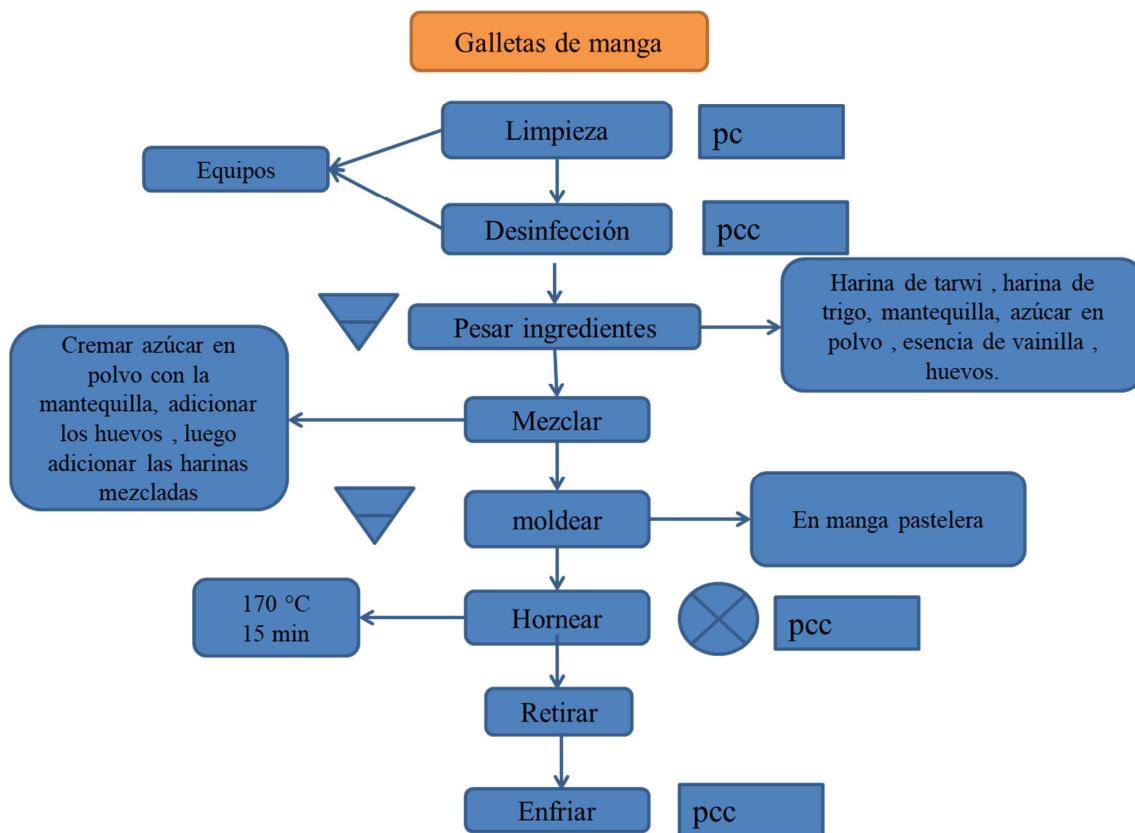 Galletas de manga
Limpieza
pc
Equipos
Desinfección
pcc
Pesar ingredientes
Harina de tarwi , harina de
trigo, mantequilla, azúcar en
polvo , esencia de vainilla ,
huevos.
Cremar azúcar en
polvo con la
mantequilla, adicionar
los huevos , luego
adicionar las harinas
mezcladas
Mezclar
moldear
En manga pastelera
170 °C
15 min
Hornear
pcc
Retirar
Enfriar
pcc